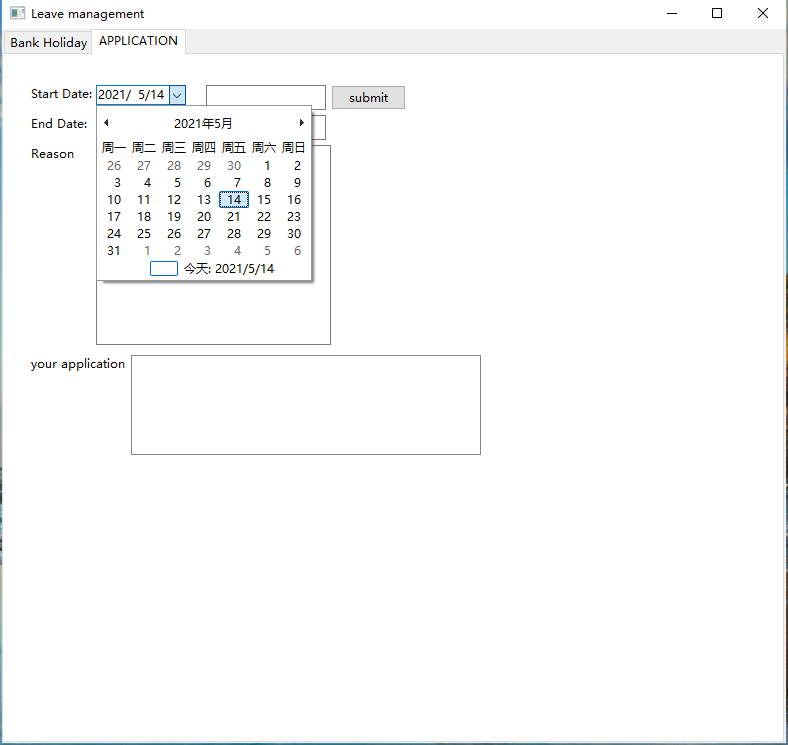 Leave management
Bank Holiday APPLICATION
Start Date: 2021/ 5/14 submit
End Date:
2021年5月
Reason
周一 周二 周三 周四 周五 周六 周日
26 27 28 29 30 1 2
3 4 5 6 7 8 9
10 11 12 13 14 15 16
17 18 19 20 21 22 23
24 25 26 27 28 29 30
31 1 2 3 4 5 6
今天: 2021/5/14
your application